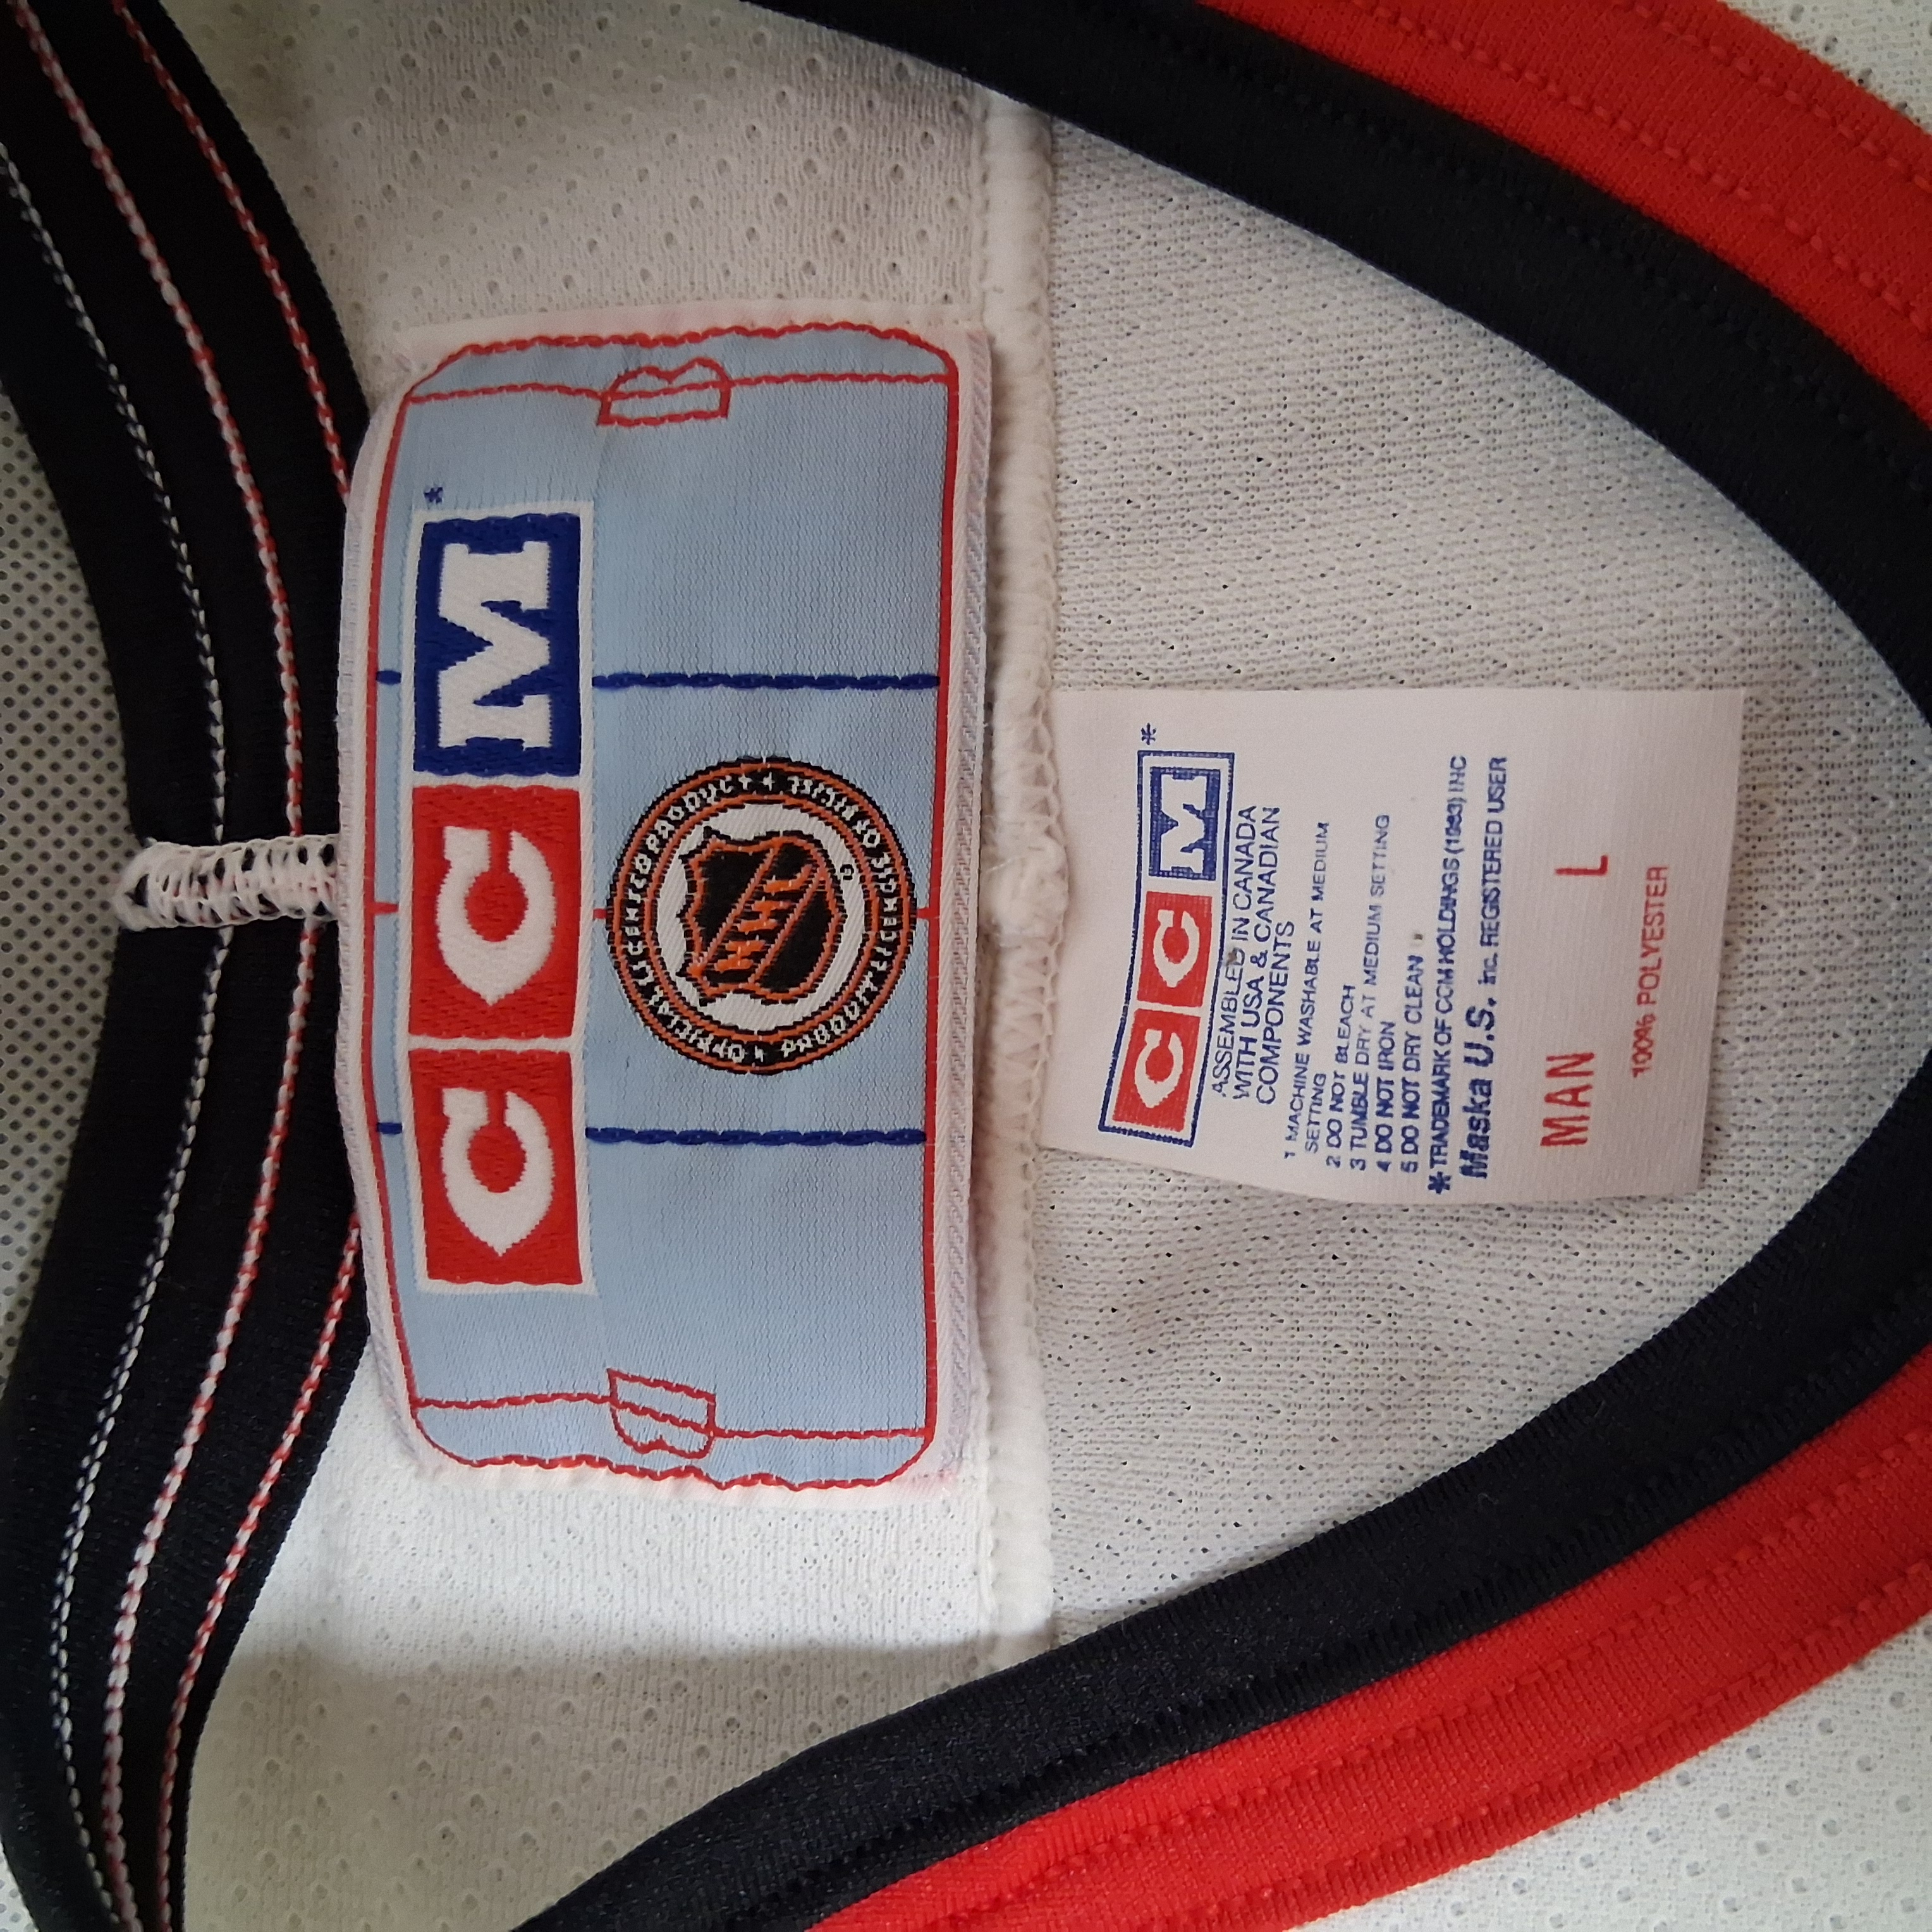 CCM*
OFFICIAL LICENSED PRODUCT
NHL
CCM*
ASSEMBLED IN CANADA
WITH USA & CANADIAN
COMPONENTS
1 MACHINE WASHABLE AT MEDIUM
SETTING
2 DO NOT BLEACH
3 TUMBLE DRY AT MEDIUM SETTING
4 DO NOT IRON
5 DO NOT DRY CLEAN
* TRADEMARK OF CCM HOLDINGS (1983) INC
Maska U.S. Inc. REGISTERED USER
MAN L
100% POLYESTER